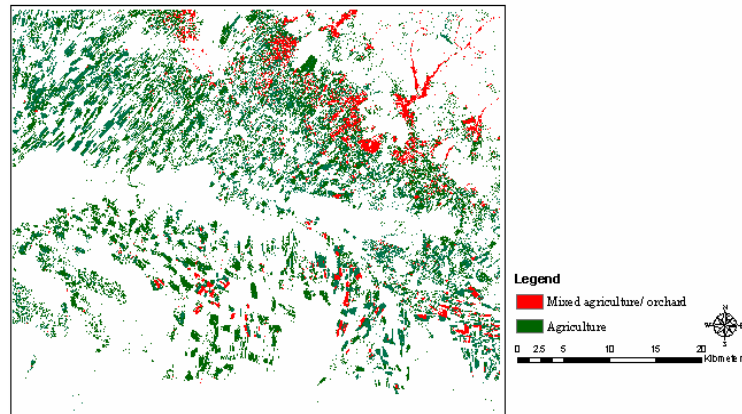 Legend
Mixed agriculture/ orchard
Agriculture
N
W E
S
0 2.5 5 10 15 20
Kilometer